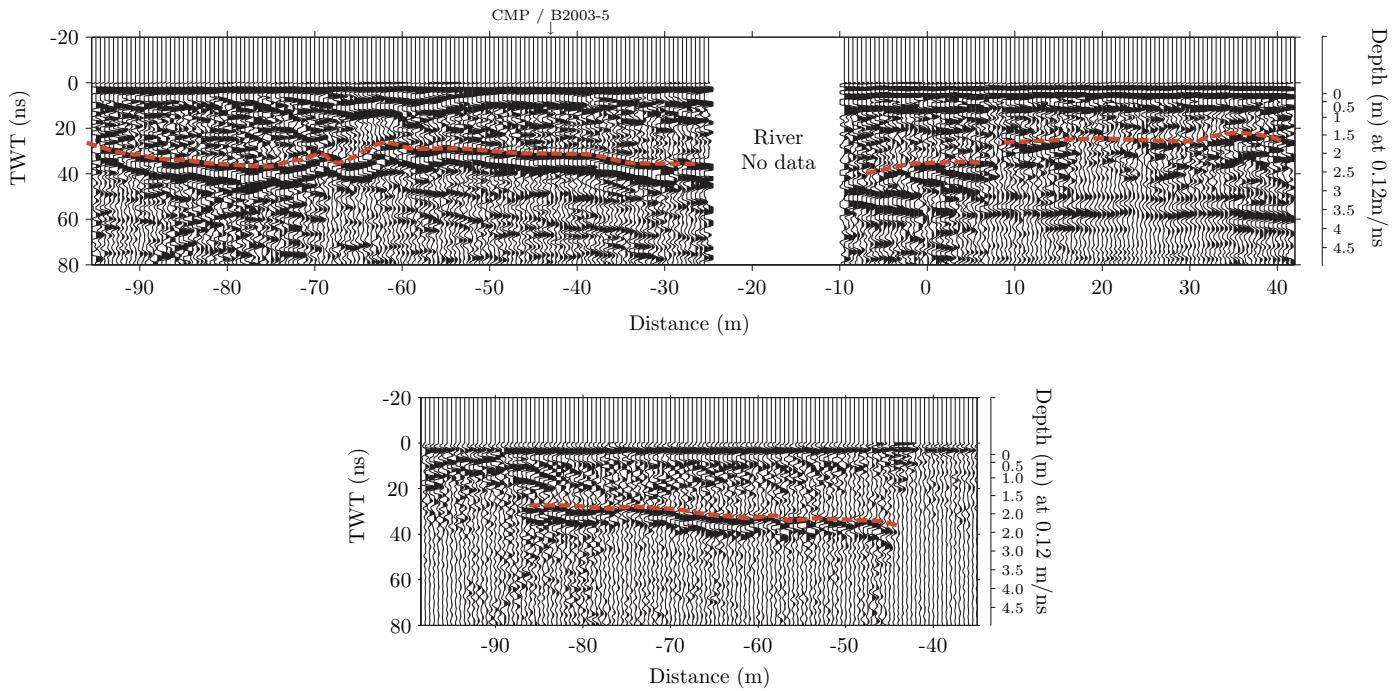 CMP / B2003-5
-20
0
20
40
60
80
TWT (ns)
River
No data
0
0.5
1
1.5
2
2.5
3
3.5
4
4.5
Depth (m) at 0.12m/ns
-90 -80 -70 -60 -50 -40 -30 -20 -10 0 10 20 30 40
Distance (m)
-20
0
20
40
60
80
TWT (ns)
0
0.5
1.0
1.5
2.0
2.0
3.0
3.5
4.0
4.5
Depth (m) at 0.12 m/ns
-90 -80 -70 -60 -50 -40
Distance (m)